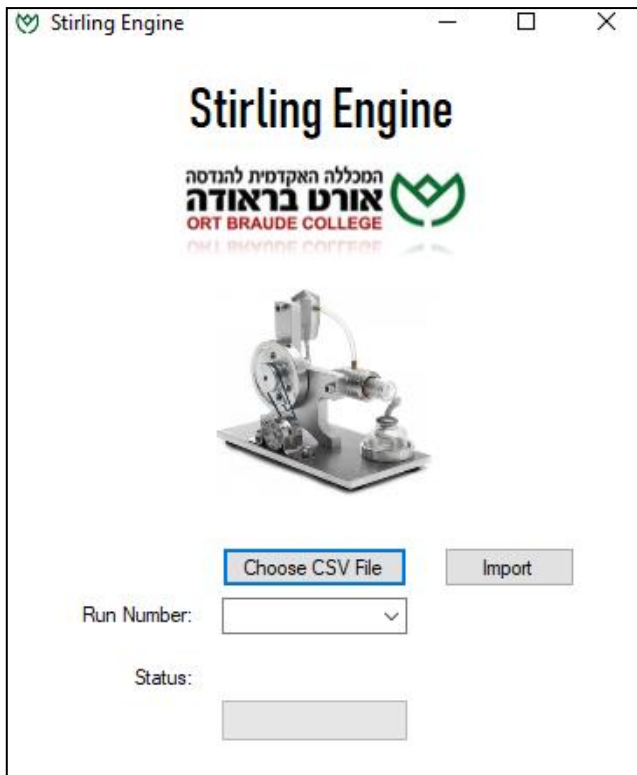 Stirling Engine
Stirling Engine
המכללה האקדמית להנדסה
אורט בראודה
ORT BRAUDE COLLEGE
Choose CSV File
Import
Run Number:
Status: